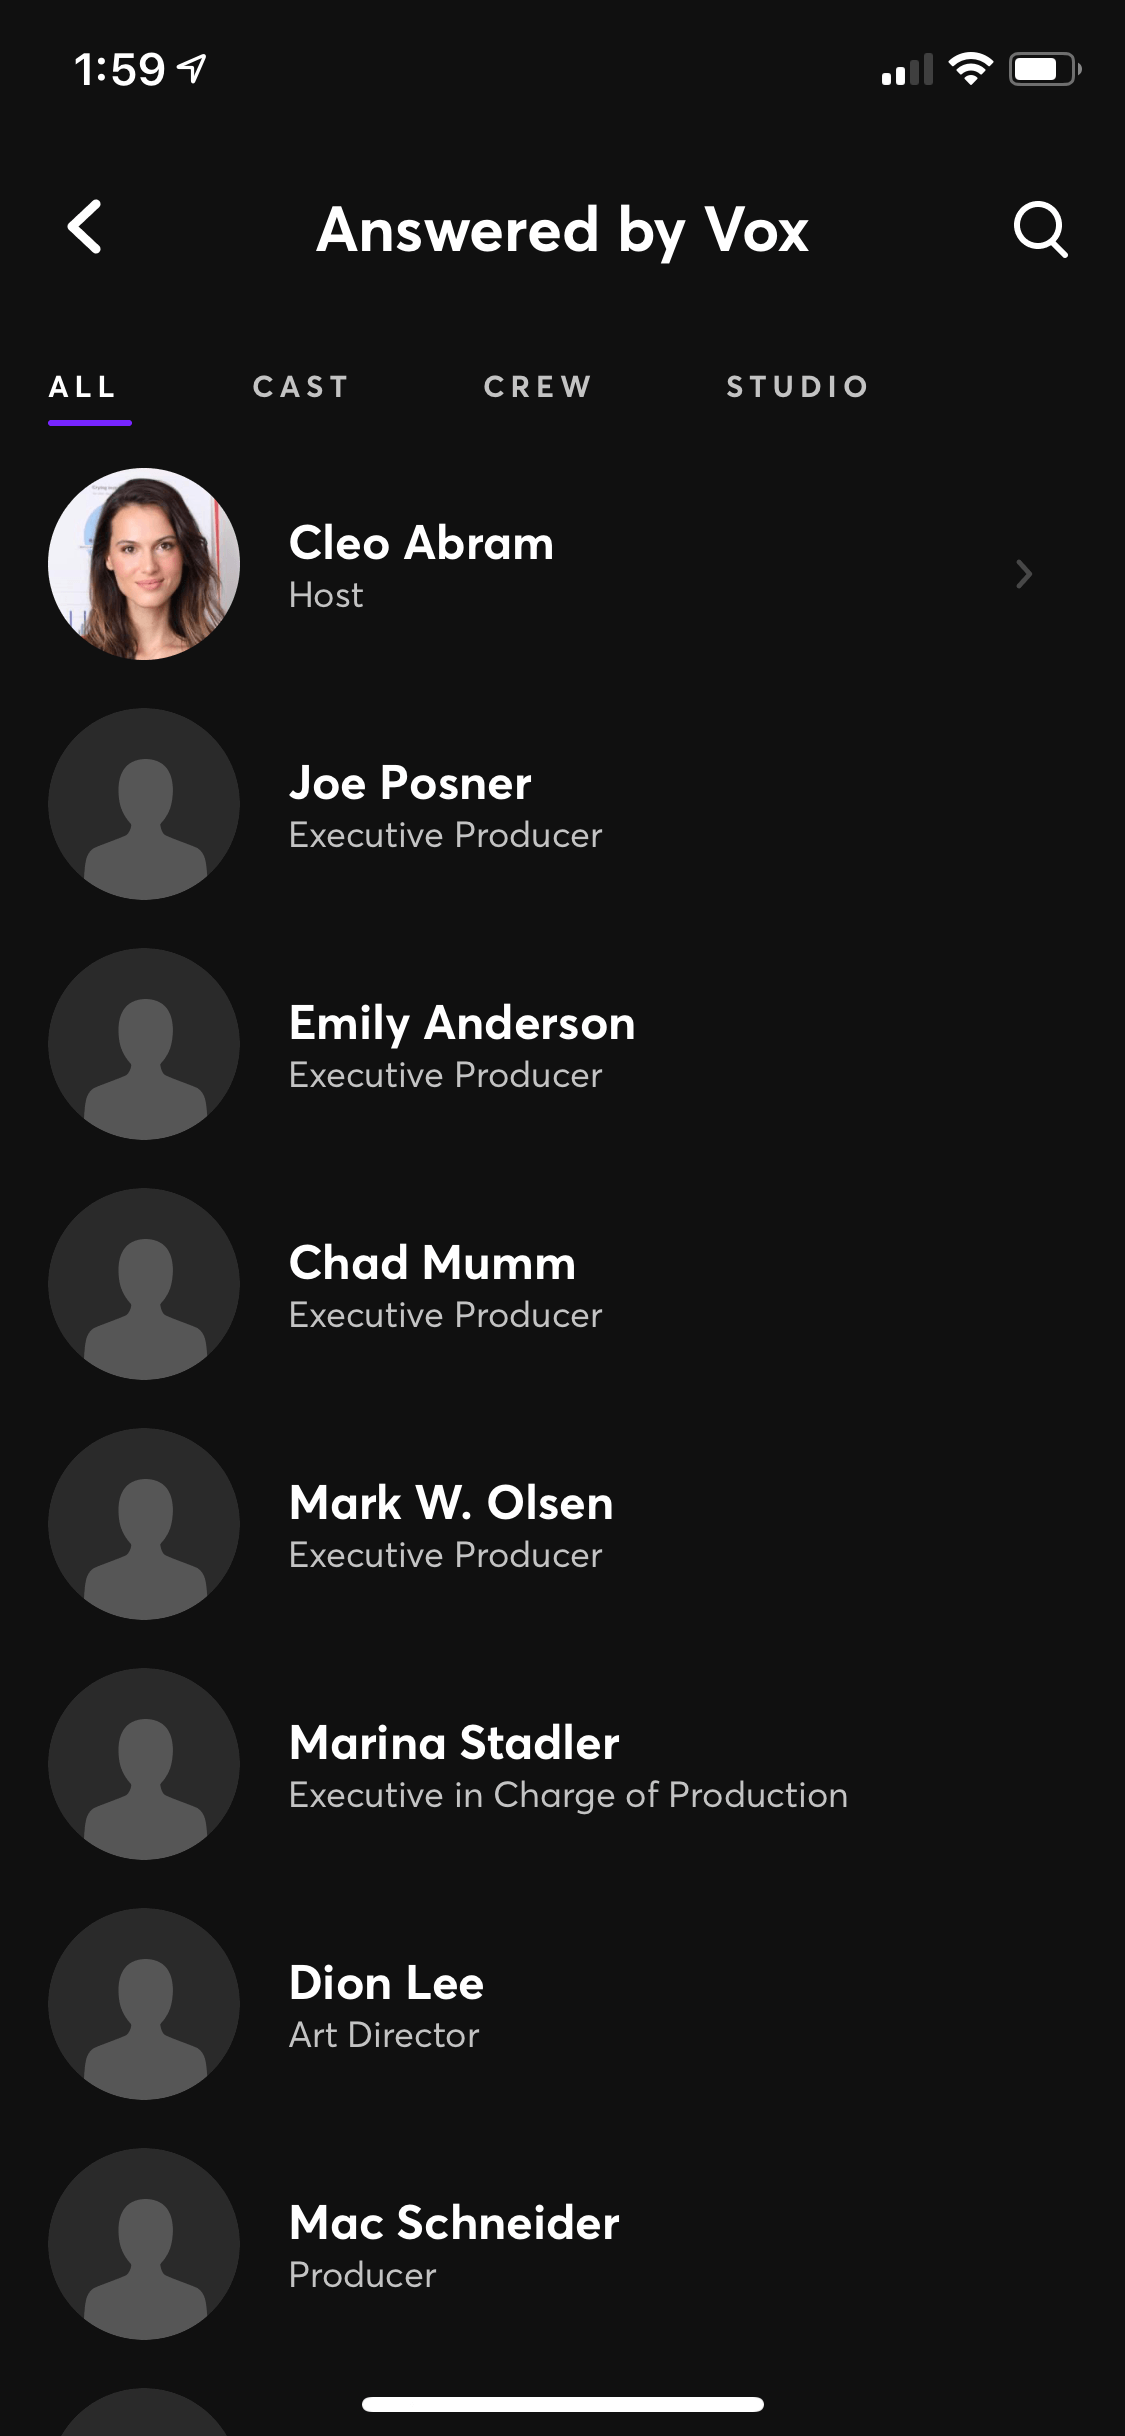 1:59
Answered by Vox
ALL CAST CREW STUDIO
Cleo Abram
Host
Joe Posner
Executive Producer
Emily Anderson
Executive Producer
Chad Mumm
Executive Producer
Mark W. Olsen
Executive Producer
Marina Stadler
Executive in Charge of Production
Dion Lee
Art Director
Mac Schneider
Producer